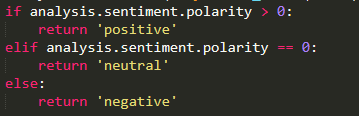 if analysis.sentiment.polarity > 0:
    return 'positive'
elif analysis.sentiment.polarity == 0:
    return 'neutral'
else:
    return 'negative'